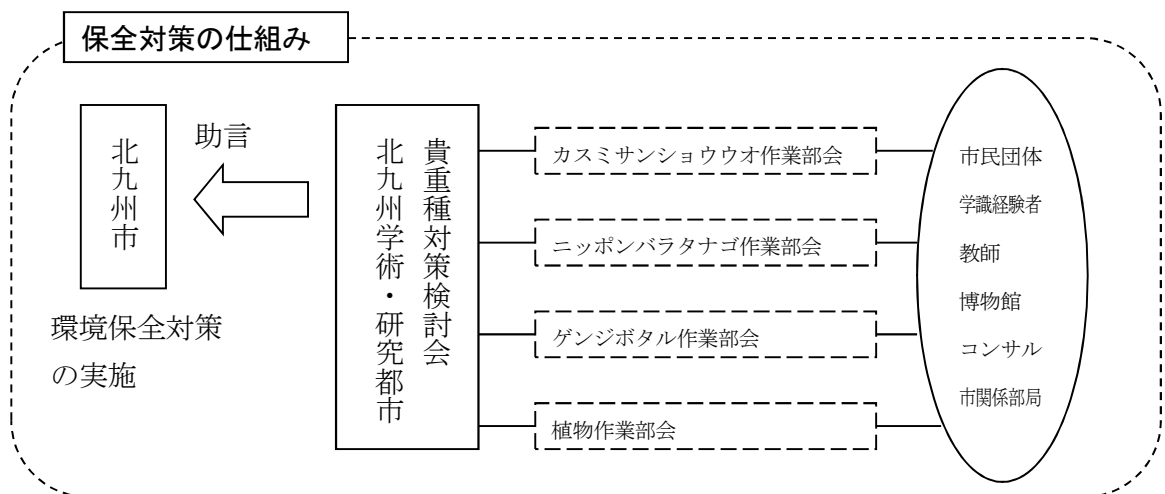 保全対策の仕組み
北九州市
助言
環境保全対策
の実施
貴重種対策検討会
北九州学術・研究都市
カスミサンショウウオ作業部会
ニッポンバラタナゴ作業部会
ゲンジボタル作業部会
植物作業部会
市民団体
学識経験者
教師
博物館
コンサル
市関係部局